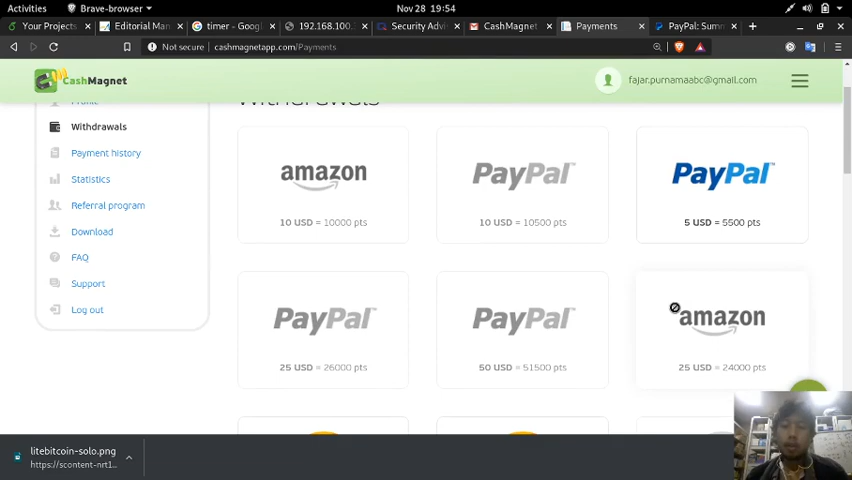 Activities
Brave-browser
Nov 28 19:54
Your Projects
Editorial Man
timer - Googl
192.168.100.
Security Advi
CashMagnet
Payments
PayPal: Sum
Not secure
cashmagnetapp.com/Payments
CashMagnet
fajar.purnamaabc@gmail.com
Profile
Withdrawals
Payment history
Statistics
Referral program
Download
FAQ
Support
Log out
Withdrawals
amazon
10 USD = 10000 pts
PayPal
10 USD = 10500 pts
PayPal
5 USD = 5500 pts
PayPal
25 USD = 26000 pts
PayPal
50 USD = 51500 pts
amazon
25 USD = 24000 pts
litebitcoin-solo.png
https://scontent-nrt1...